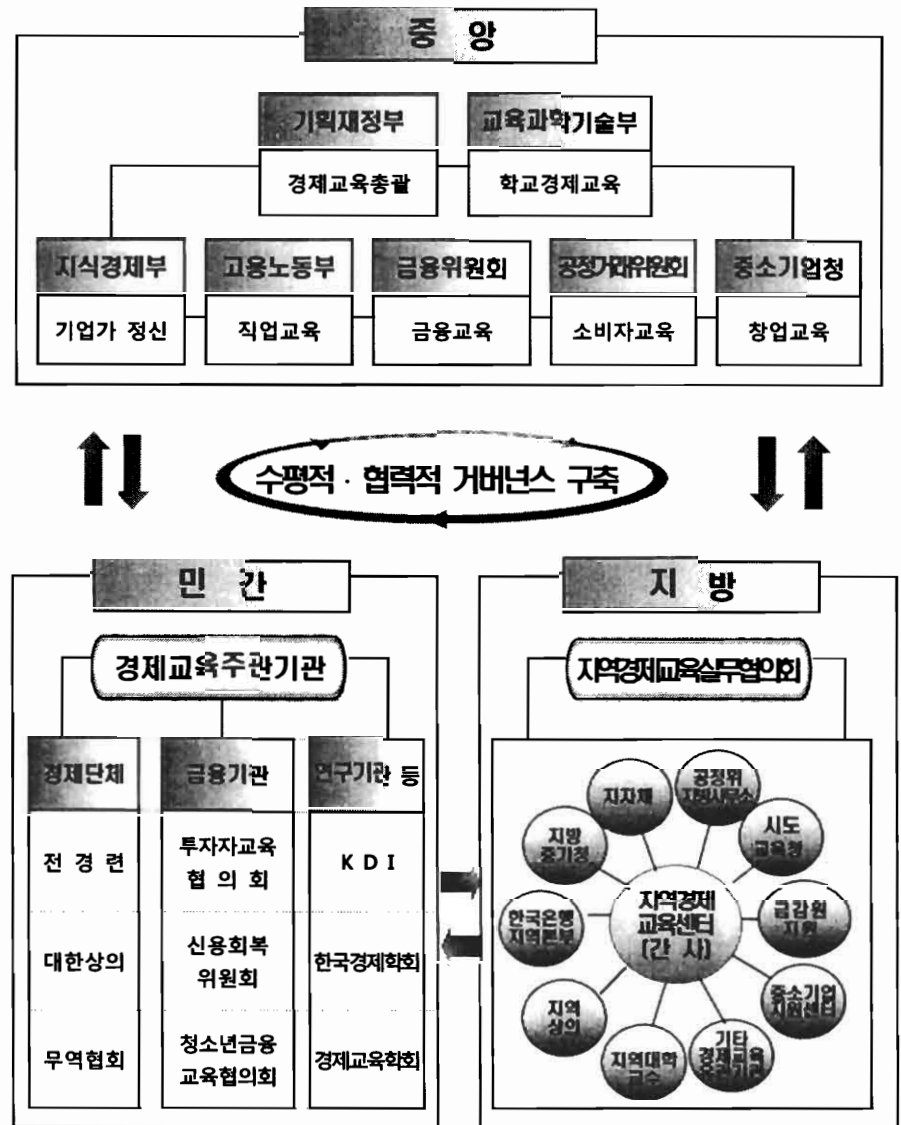 중 앙
기획재정부
교육과학기술부
경제교육총괄
학교경제교육
지식경제부
고용노동부
금융위원회
공정거래위원회
중소기업청
기업가 정신
직업교육
금융교육
소비자교육
창업교육
수평적 · 협력적 거버넌스 구축
민 간
경제교육주관기관
경제단체
금융기관
연구기관 등
전 경 련
투자자교육
협 의 회
K D I
대한상의
신용회복
위원회
한국경제학회
무역협회
청소년금융
교육협의회
경제교육학회
지 방
지역경제교육실무협의회
지자체
공정위
지방사무소
시도
교육청
금감원
지원
중소기업
지원센터
기타
경제교육
유관기관
지역대학
교수
지역
상의
한국은행
지역본부
지방
중기청
지역경제
교육센터
(간 사)